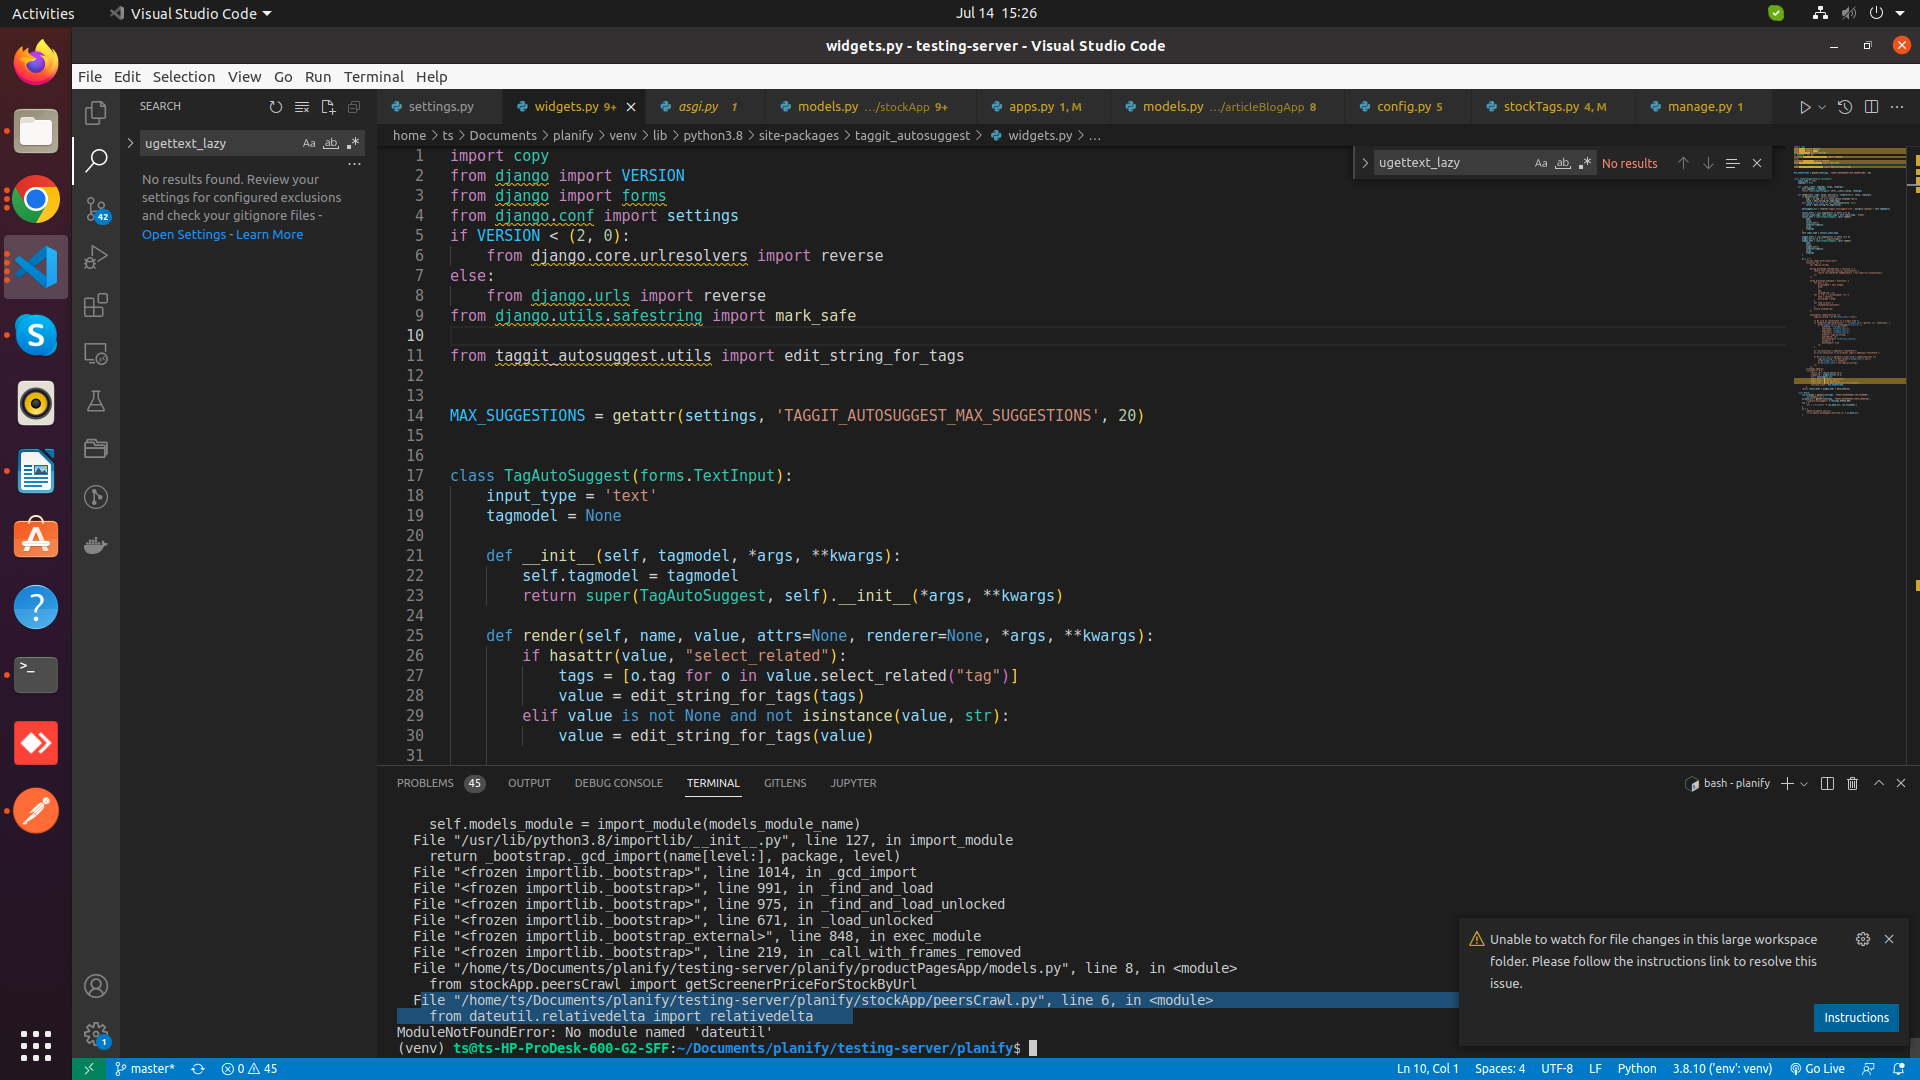 Activities
Visual Studio Code
Jul 14 15:26
widgets.py - testing-server - Visual Studio Code
File Edit Selection View Go Run Terminal Help
SEARCH
settings.py
widgets.py 9+
asgi.py 1
models.py .../stockApp 9+
apps.py 1, M
models.py .../articleBlogApp 8
config.py 5
stockTags.py 4, M
manage.py 1
home > ts > Documents > planify > venv > lib > python3.8 > site-packages > taggit_autosuggest > widgets.py > ...
ugettext_lazy
Aa ab
No results found. Review your
settings for configured exclusions
and check your gitignore files -
Open Settings - Learn More
ugettext_lazy
Aa ab
No results
42
1 import copy
2 from django import VERSION
3 from django import forms
4 from django.conf import settings
5 if VERSION < (2, 0):
6     from django.core.urlresolvers import reverse
7 else:
8     from django.urls import reverse
9 from django.utils.safestring import mark_safe
10
11 from taggit_autosuggest.utils import edit_string_for_tags
12
13
14 MAX_SUGGESTIONS = getattr(settings, 'TAGGIT_AUTOSUGGEST_MAX_SUGGESTIONS', 20)
15
16
17 class TagAutoSuggest(forms.TextInput):
18     input_type = 'text'
19     tagmodel = None
20
21     def __init__(self, tagmodel, *args, **kwargs):
22         self.tagmodel = tagmodel
23         return super(TagAutoSuggest, self).__init__(*args, **kwargs)
24
25     def render(self, name, value, attrs=None, renderer=None, *args, **kwargs):
26         if hasattr(value, "select_related"):
27             tags = [o.tag for o in value.select_related("tag")]
28             value = edit_string_for_tags(tags)
29         elif value is not None and not isinstance(value, str):
30             value = edit_string_for_tags(value)
31
PROBLEMS 45 OUTPUT DEBUG CONSOLE TERMINAL GITLENS JUPYTER
bash - planify
    self.models_module = import_module(models_module_name)
  File "/usr/lib/python3.8/importlib/__init__.py", line 127, in import_module
    return _bootstrap._gcd_import(name[level:], package, level)
  File "<frozen importlib._bootstrap>", line 1014, in _gcd_import
  File "<frozen importlib._bootstrap>", line 991, in _find_and_load
  File "<frozen importlib._bootstrap>", line 975, in _find_and_load_unlocked
  File "<frozen importlib._bootstrap>", line 671, in _load_unlocked
  File "<frozen importlib._bootstrap_external>", line 848, in exec_module
  File "<frozen importlib._bootstrap>", line 219, in _call_with_frames_removed
  File "/home/ts/Documents/planify/testing-server/planify/productPagesApp/models.py", line 8, in <module>
    from stockApp.peersCrawl import getScreenerPriceForStockByUrl
  File "/home/ts/Documents/planify/testing-server/planify/stockApp/peersCrawl.py", line 6, in <module>
    from dateutil.relativedelta import relativedelta
ModuleNotFoundError: No module named 'dateutil'
(venv) ts@ts-HP-ProDesk-600-G2-SFF:~/Documents/planify/testing-server/planify$
Unable to watch for file changes in this large workspace
folder. Please follow the instructions link to resolve this
issue.
Instructions
1
master* 0 45
Ln 10, Col 1 Spaces: 4 UTF-8 LF Python 3.8.10 ('env': venv) Go Live